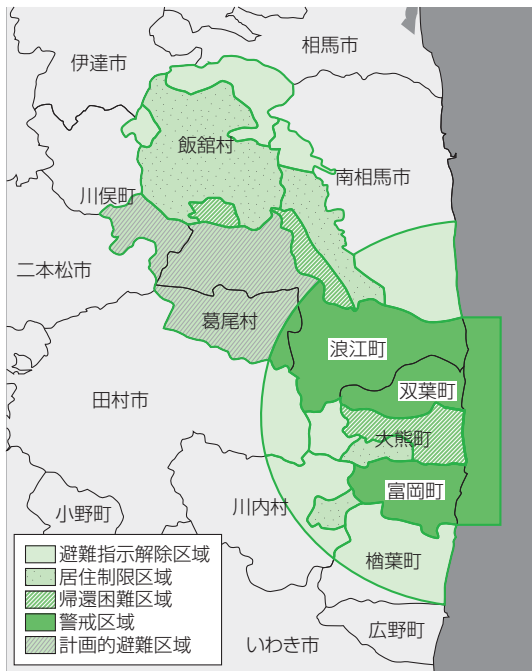 相馬市
伊達市
飯舘村
南相馬市
川俣町
二本松市
葛尾村
浪江町
双葉町
田村市
大熊町
富岡町
川内村
小野町
楢葉町
広野町
いわき市
避難指示解除区域
居住制限区域
帰還困難区域
警戒区域
計画的避難区域